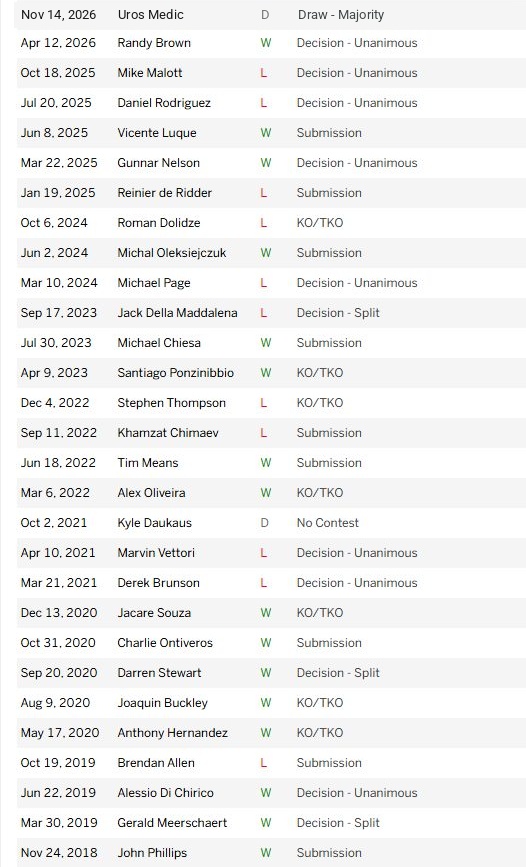 Nov 14, 2026 Uros Medic D Draw - Majority
Apr 12, 2026 Randy Brown W Decision - Unanimous
Oct 18, 2025 Mike Malott L Decision - Unanimous
Jul 20, 2025 Daniel Rodriguez L Decision - Unanimous
Jun 8, 2025 Vicente Luque W Submission
Mar 22, 2025 Gunnar Nelson W Decision - Unanimous
Jan 19, 2025 Reinier de Ridder L Submission
Oct 6, 2024 Roman Dolidze L KO/TKO
Jun 2, 2024 Michal Oleksiejczuk W Submission
Mar 10, 2024 Michael Page L Decision - Unanimous
Sep 17, 2023 Jack Della Maddalena L Decision - Split
Jul 30, 2023 Michael Chiesa W Submission
Apr 9, 2023 Santiago Ponzinibbio W KO/TKO
Dec 4, 2022 Stephen Thompson L KO/TKO
Sep 11, 2022 Khamzat Chimaev L Submission
Jun 18, 2022 Tim Means W Submission
Mar 6, 2022 Alex Oliveira W KO/TKO
Oct 2, 2021 Kyle Daukaus D No Contest
Apr 10, 2021 Marvin Vettori L Decision - Unanimous
Mar 21, 2021 Derek Brunson L Decision - Unanimous
Dec 13, 2020 Jacare Souza W KO/TKO
Oct 31, 2020 Charlie Ontiveros W Submission
Sep 20, 2020 Darren Stewart W Decision - Split
Aug 9, 2020 Joaquin Buckley W KO/TKO
May 17, 2020 Anthony Hernandez W KO/TKO
Oct 19, 2019 Brendan Allen L Submission
Jun 22, 2019 Alessio Di Chirico W Decision - Unanimous
Mar 30, 2019 Gerald Meerschaert W Decision - Split
Nov 24, 2018 John Phillips W Submission